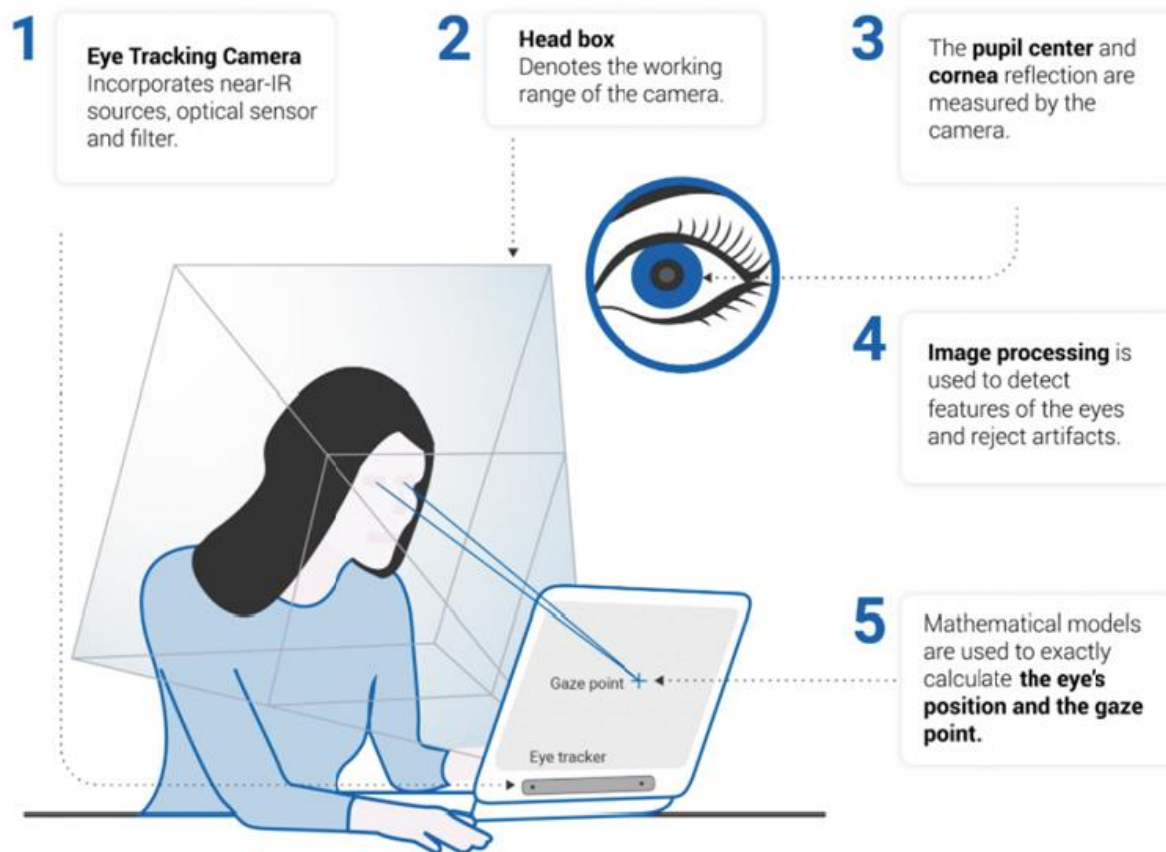 1
Eye Tracking Camera
Incorporates near-IR
sources, optical sensor
and filter.
2
Head box
Denotes the working
range of the camera.
3
The pupil center and
cornea reflection are
measured by the
camera.
4
Image processing is
used to detect
features of the eyes
and reject artifacts.
5
Mathematical models
are used to exactly
calculate the eye's
position and the gaze
point.
Gaze point
Eye tracker